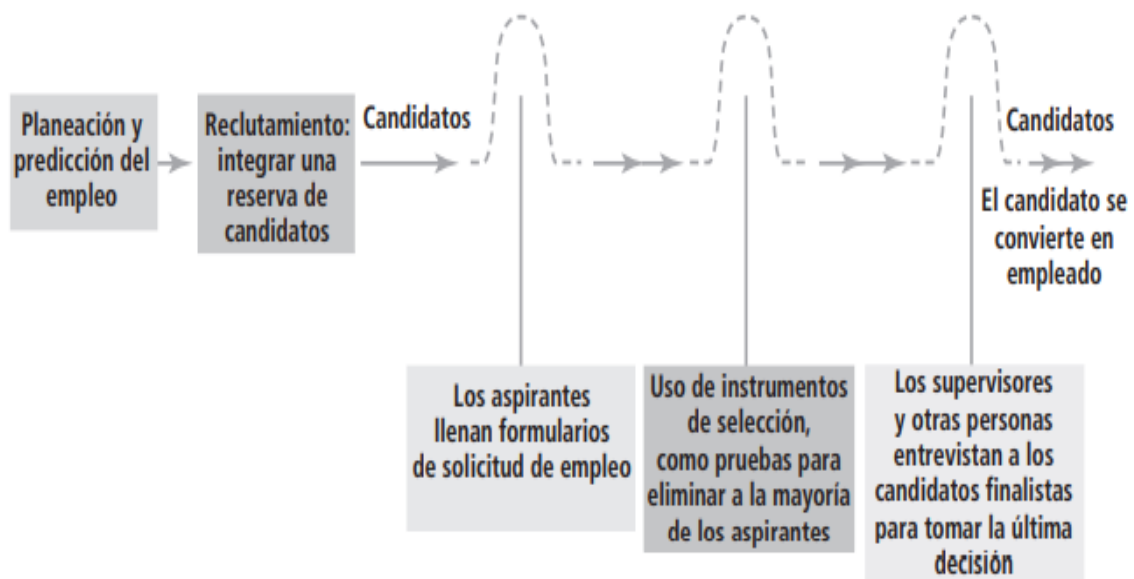 Planeación y
predicción del
empleo
Reclutamiento:
integrar una
reserva de
candidatos
Candidatos
Candidatos
El candidato se
convierte en
empleado
Los aspirantes
llenan formularios
de solicitud de empleo
Uso de instrumentos
de selección,
como pruebas para
eliminar a la mayoría
de los aspirantes
Los supervisores
y otras personas
entrevistan a los
candidatos finalistas
para tomar la última
decisión